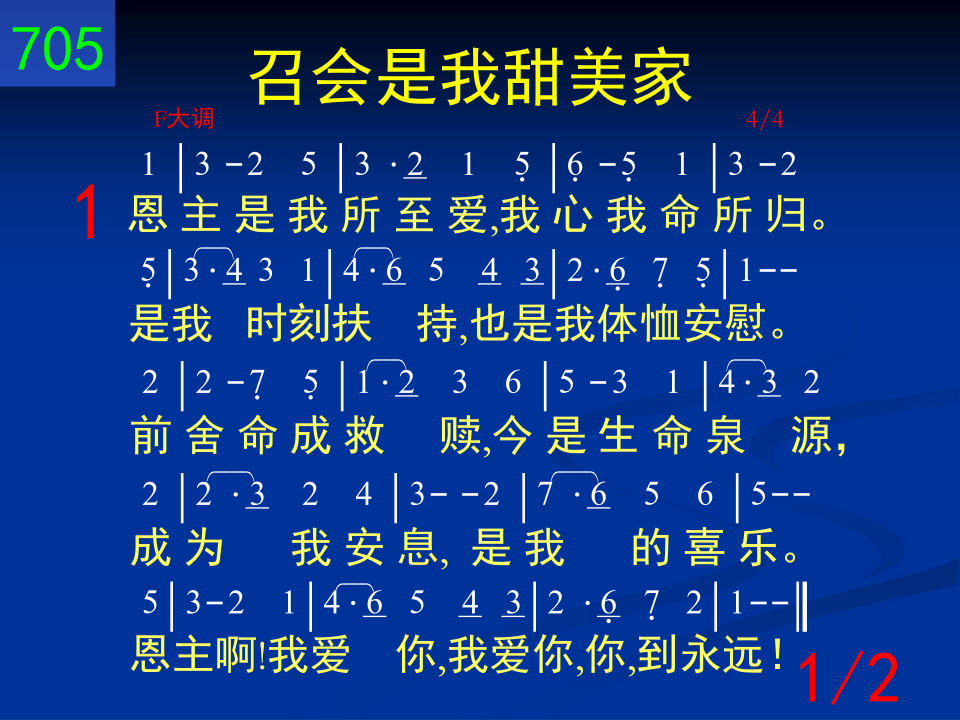 705
召会是我甜美家
F大调 4/4
1 | 3 -2 5 | 3 · 2 1 5̣ | 6̣ -5̣ 1 | 3 -2
1
恩 主 是 我 所 至 爱,我 心 我 命 所 归。
5̣ | 3 · 4 3 1 | 4 · 6 5 4 3 | 2 · 6̣ 7̣ 5̣ | 1--
是我 时刻扶 持,也是我体恤安慰。
2 | 2 -7̣ 5̣ | 1 · 2 3 6 | 5 -3 1 | 4 · 3 2
前 舍 命 成 救 赎,今 是 生 命 泉 源,
2 | 2 · 3 2 4 | 3- -2 | 7 · 6 5 6 | 5--
成 为 我 安 息, 是 我 的 喜 乐。
5 | 3-2 1 | 4 · 6 5 4 3 | 2 · 6̣ 7̣ 2 | 1--‖
恩主啊!我爱 你,我爱你,你,到永远!
1/2